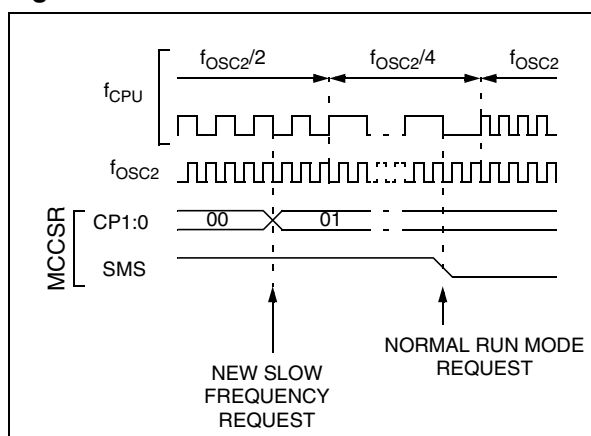 fOSC2/2 fOSC2/4 fOSC2
fCPU
fOSC2
MCCSR
CP1:0 00 01
SMS
NEW SLOW
FREQUENCY
REQUEST
NORMAL RUN MODE
REQUEST